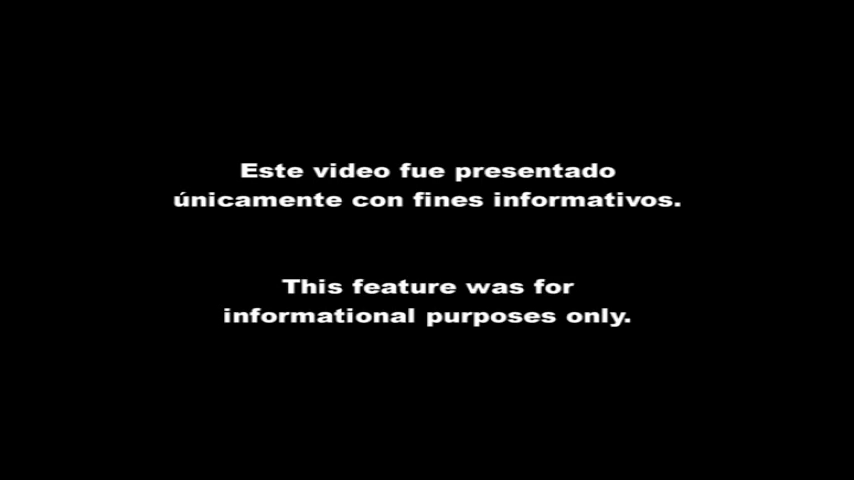 Este video fue presentado
únicamente con fines informativos.
This feature was for
informational purposes only.